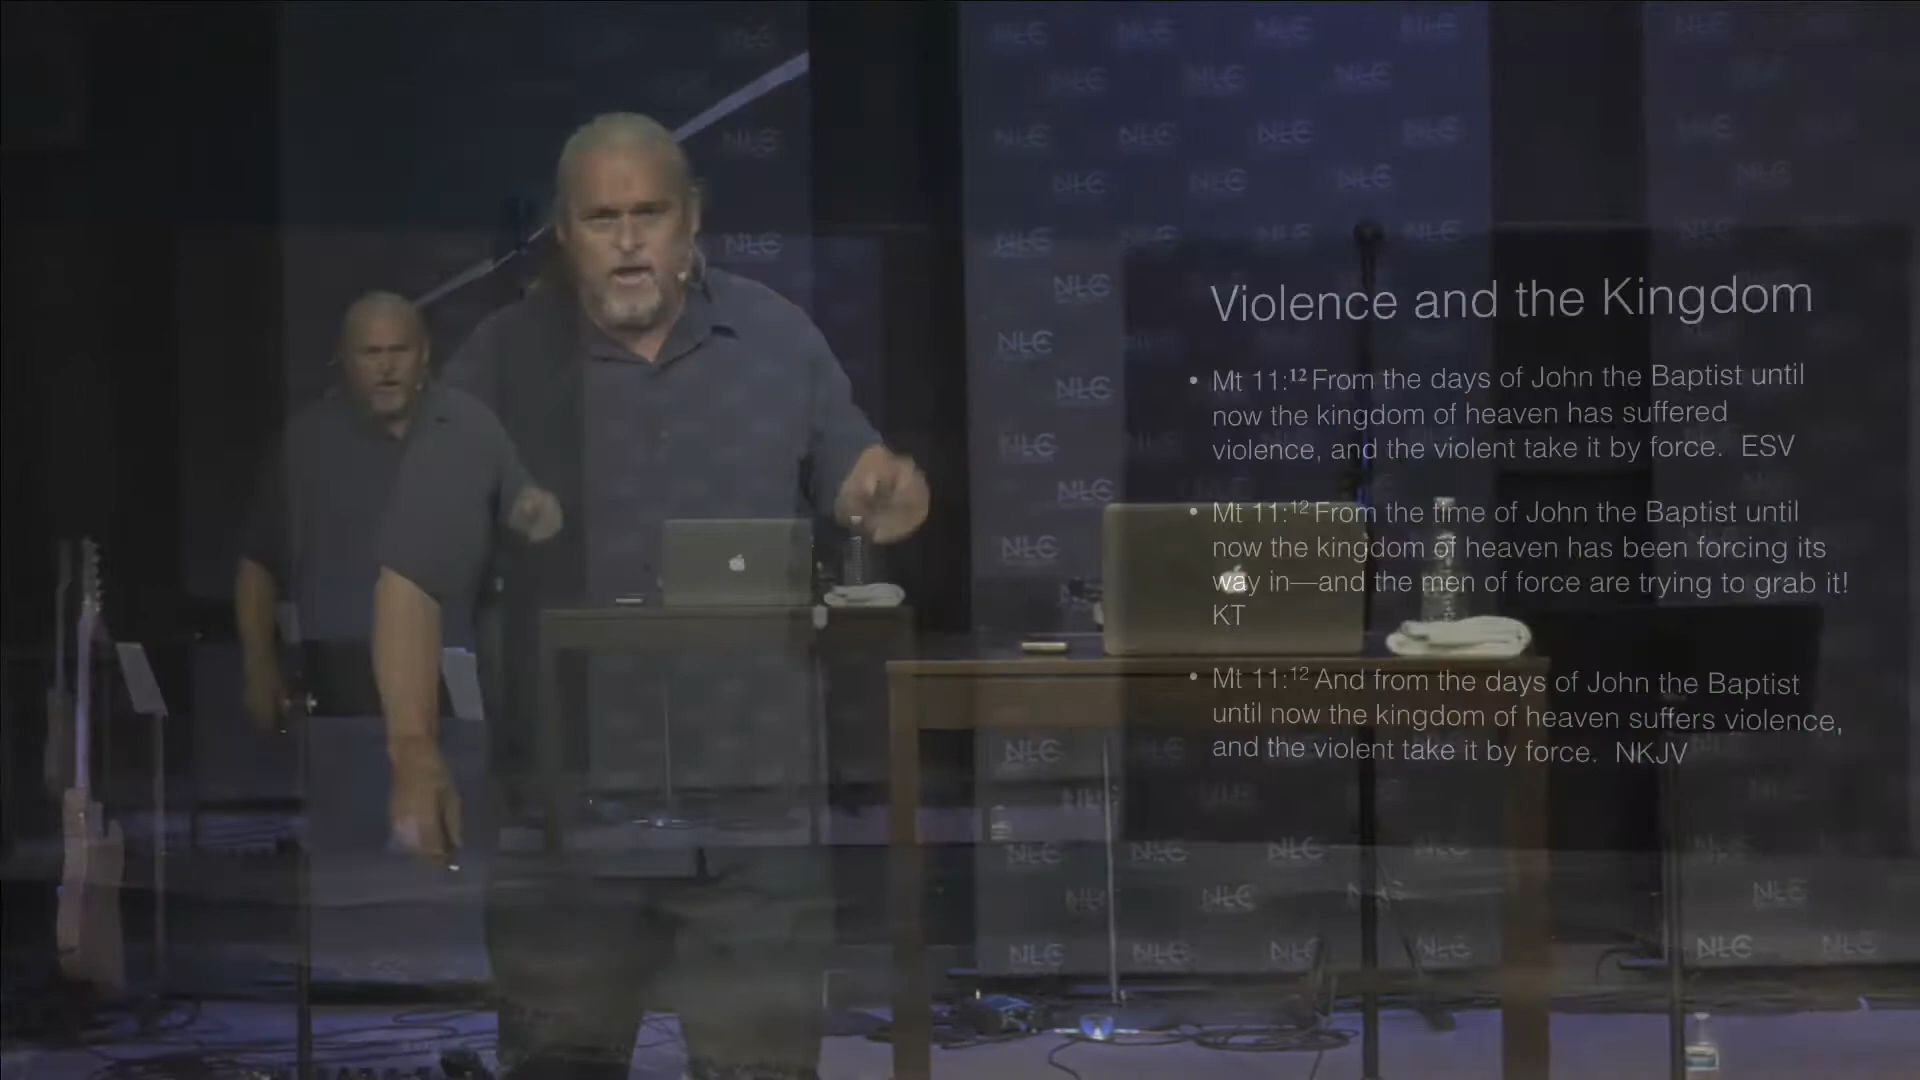 Violence and the Kingdom
• Mt 11:12 From the days of John the Baptist until
now the kingdom of heaven has suffered
violence, and the violent take it by force. ESV
• Mt 11:12 From the time of John the Baptist until
now the kingdom of heaven has been forcing its
way in—and the men of force are trying to grab it!
KT
• Mt 11:12 And from the days of John the Baptist
until now the kingdom of heaven suffers violence,
and the violent take it by force. NKJV
NLC